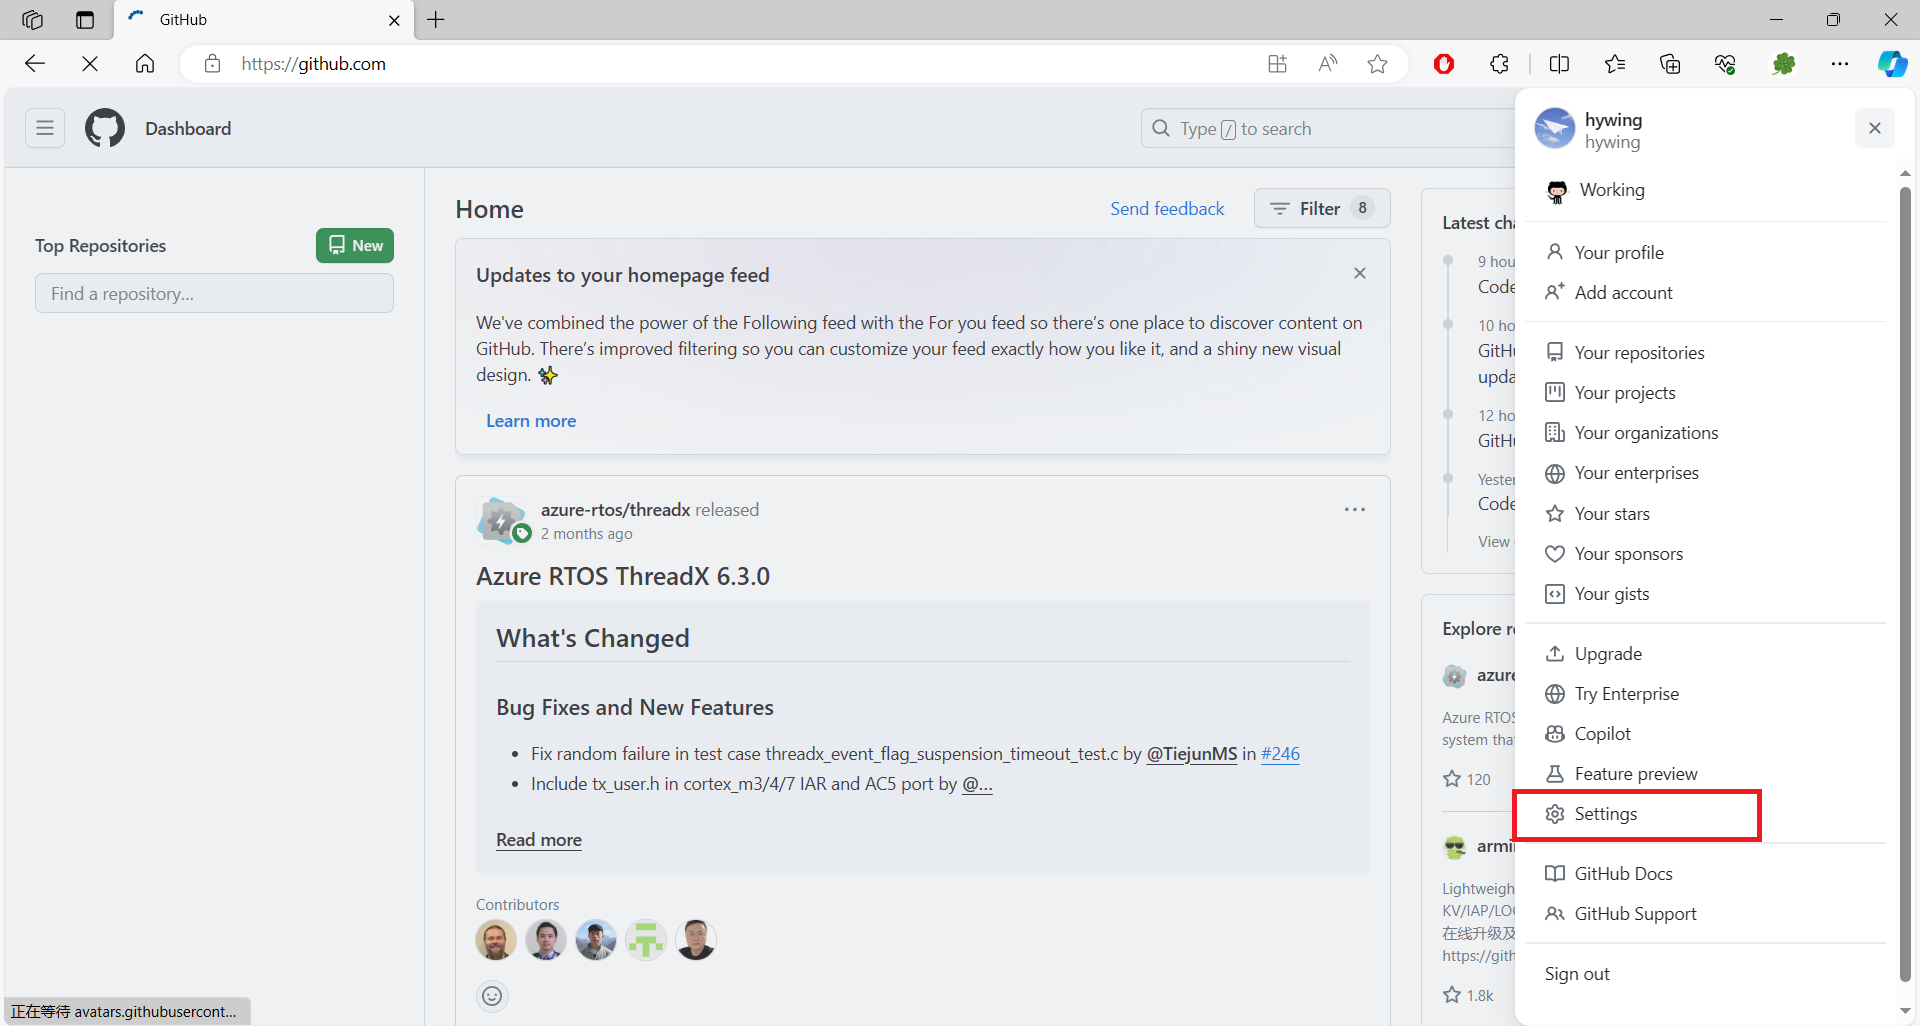 GitHub
https://github.com
Dashboard
Type / to search
Top Repositories
New
Find a repository...
Home
Send feedback
Filter 8
Updates to your homepage feed
We've combined the power of the Following feed with the For you feed so there's one place to discover content on
GitHub. There's improved filtering so you can customize your feed exactly how you like it, and a shiny new visual
design. ✨
Learn more
azure-rtos/threadx released
2 months ago
Azure RTOS ThreadX 6.3.0
What's Changed
Bug Fixes and New Features
• Fix random failure in test case threadx_event_flag_suspension_timeout_test.c by @TiejunMS in #246
• Include tx_user.h in cortex_m3/4/7 IAR and AC5 port by @...
Read more
Contributors
Latest cha
9 hou
Code
10 ho
GitHu
upda
12 ho
GitHu
Yester
Code
View
Explore re
azure
Azure RTOS
system tha
120
armi
Lightweigh
KV/IAP/LOG
在线升级及
https://gith
1.8k
hywing
hywing
Working
Your profile
Add account
Your repositories
Your projects
Your organizations
Your enterprises
Your stars
Your sponsors
Your gists
Upgrade
Try Enterprise
Copilot
Feature preview
Settings
GitHub Docs
GitHub Support
Sign out
正在等待 avatars.githubusercont...